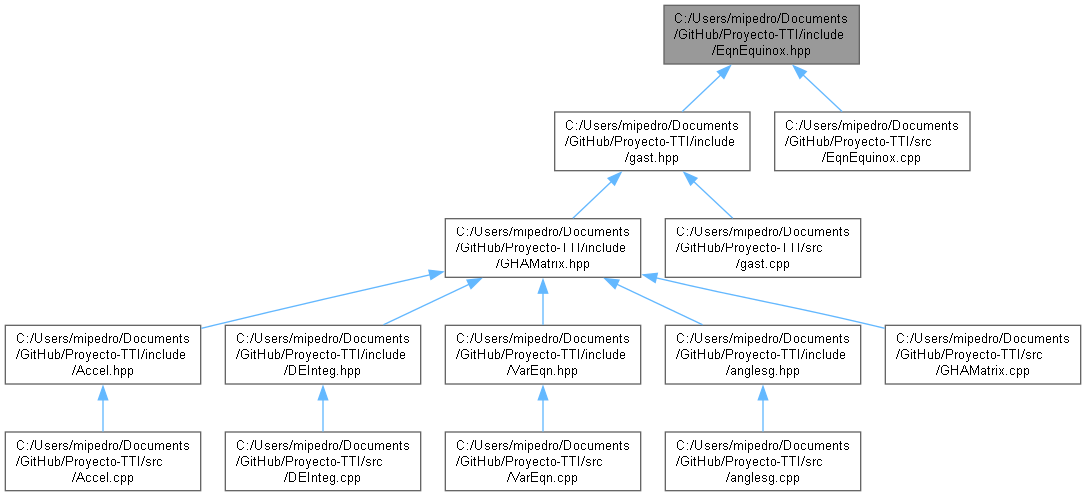 C:/Users/mipedro/Documents
/GitHub/Proyecto-TTI/include
/EqnEquinox.hpp
C:/Users/mipedro/Documents
/GitHub/Proyecto-TTI/include
/gast.hpp
C:/Users/mipedro/Documents
/GitHub/Proyecto-TTI/src
/EqnEquinox.cpp
C:/Users/mipedro/Documents
/GitHub/Proyecto-TTI/include
/GHAMatrix.hpp
C:/Users/mipedro/Documents
/GitHub/Proyecto-TTI/src
/gast.cpp
C:/Users/mipedro/Documents
/GitHub/Proyecto-TTI/include
/Accel.hpp
C:/Users/mipedro/Documents
/GitHub/Proyecto-TTI/include
/DEInteg.hpp
C:/Users/mipedro/Documents
/GitHub/Proyecto-TTI/include
/VarEqn.hpp
C:/Users/mipedro/Documents
/GitHub/Proyecto-TTI/include
/anglesg.hpp
C:/Users/mipedro/Documents
/GitHub/Proyecto-TTI/src
/GHAMatrix.cpp
C:/Users/mipedro/Documents
/GitHub/Proyecto-TTI/src
/Accel.cpp
C:/Users/mipedro/Documents
/GitHub/Proyecto-TTI/src
/DEInteg.cpp
C:/Users/mipedro/Documents
/GitHub/Proyecto-TTI/src
/VarEqn.cpp
C:/Users/mipedro/Documents
/GitHub/Proyecto-TTI/src
/anglesg.cpp